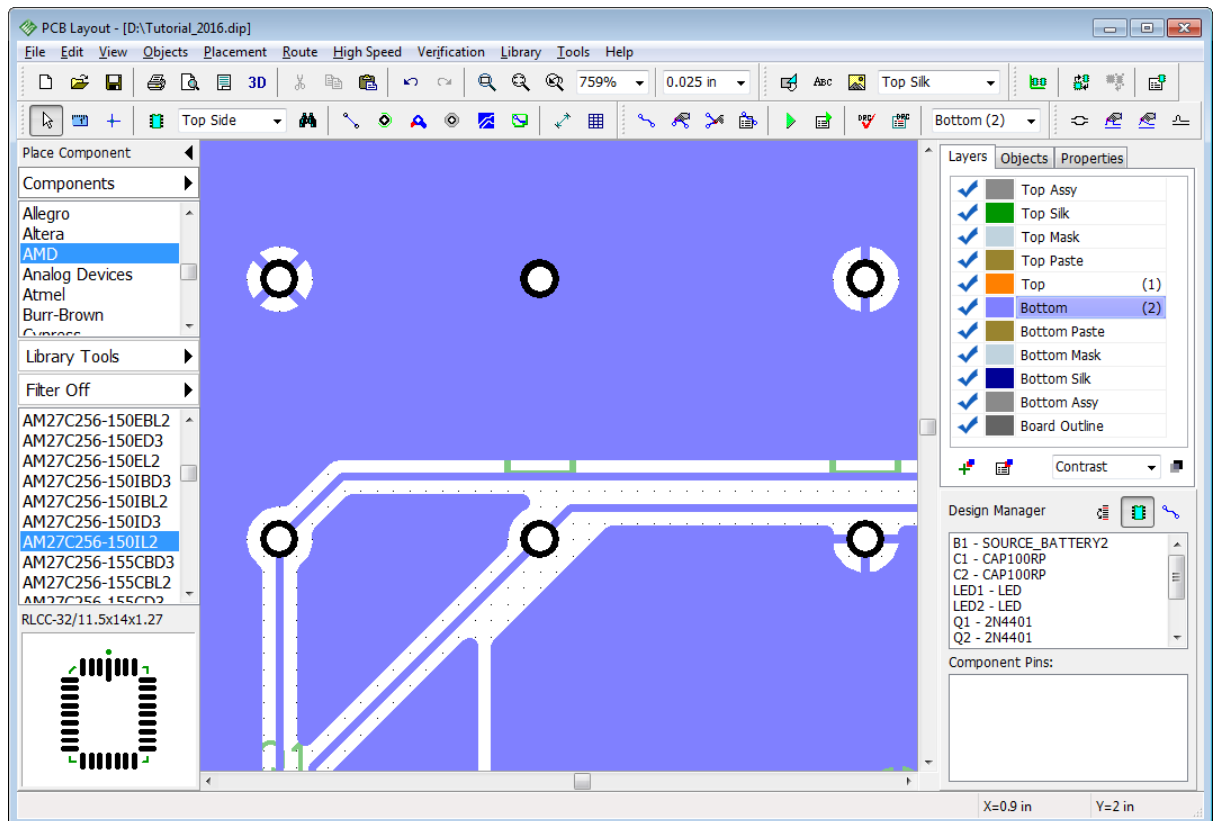 PCB Layout - [D:\Tutorial_2016.dip]
File Edit View Objects Placement Route High Speed Verification Library Tools Help
3D 759% 0.025 in ABC Top Silk
Top Side Bottom (2)
Place Component
Components
Allegro
Altera
AMD
Analog Devices
Atmel
Burr-Brown
Cypress
Library Tools
Filter Off
AM27C256-150EBL2
AM27C256-150ED3
AM27C256-150EL2
AM27C256-150IBD3
AM27C256-150IBL2
AM27C256-150ID3
AM27C256-150IL2
AM27C256-155CBD3
AM27C256-155CBL2
AM27C256-155CD3
RLCC-32/11.5x14x1.27
Layers Objects Properties
Top Assy
Top Silk
Top Mask
Top Paste
Top (1)
Bottom (2)
Bottom Paste
Bottom Mask
Bottom Silk
Bottom Assy
Board Outline
Contrast
Design Manager
B1 - SOURCE_BATTERY2
C1 - CAP100RP
C2 - CAP100RP
LED1 - LED
LED2 - LED
Q1 - 2N4401
Q2 - 2N4401
Component Pins:
X=0.9 in Y=2 in